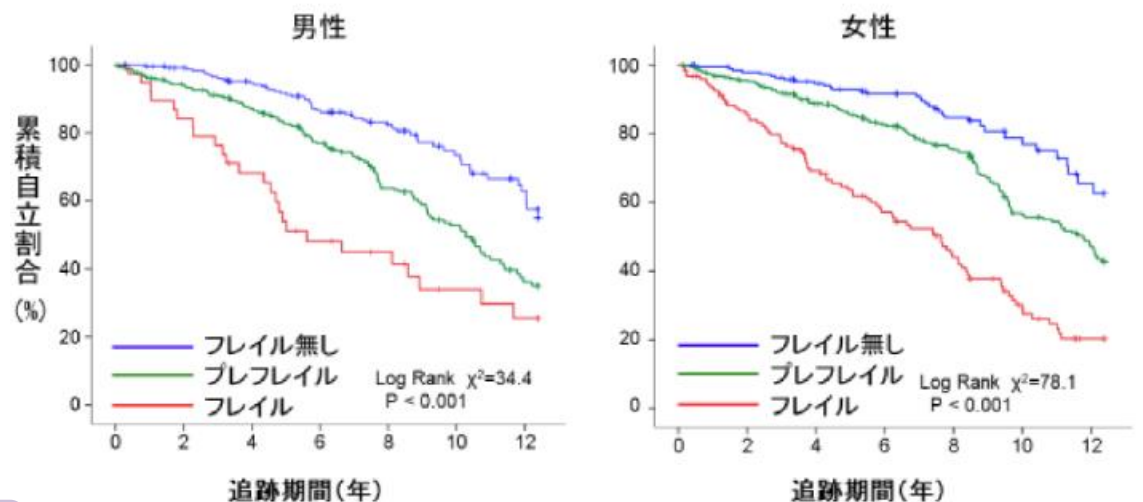 男性
累積自立割合
(%)
100
80
60
40
20
0
フレイル無し
プレフレイル
フレイル
Log Rank χ²=34.4
P < 0.001
0 2 4 6 8 10 12
追跡期間(年)
女性
100
80
60
40
20
0
フレイル無し
プレフレイル
フレイル
Log Rank χ²=78.1
P < 0.001
0 2 4 6 8 10 12
追跡期間(年)